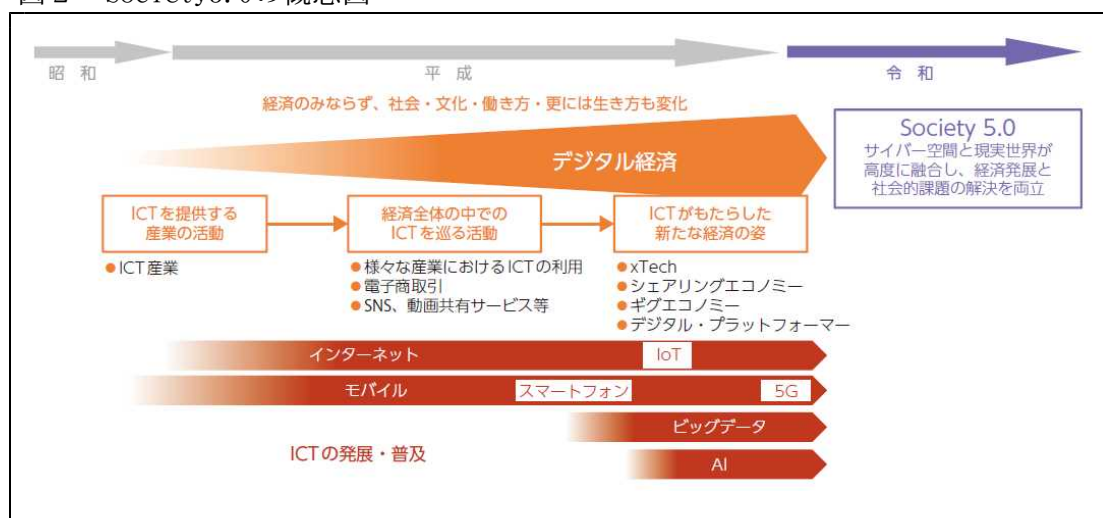 図２ Society5.0の概念図
昭 和
平 成
令 和
経済のみならず、社会・文化・働き方・更には生き方も変化
デジタル経済
Society 5.0
サイバー空間と現実世界が
高度に融合し、経済発展と
社会的課題の解決を両立
ICTを提供する
産業の活動
経済全体の中での
ICTを巡る活動
ICTがもたらした
新たな経済の姿
●ICT産業
●様々な産業におけるICTの利用
●電子商取引
●SNS、動画共有サービス等
●xTech
●シェアリングエコノミー
●ギグエコノミー
●デジタル・プラットフォーマー
インターネット
IoT
モバイル
スマートフォン
5G
ビッグデータ
AI
ICTの発展・普及